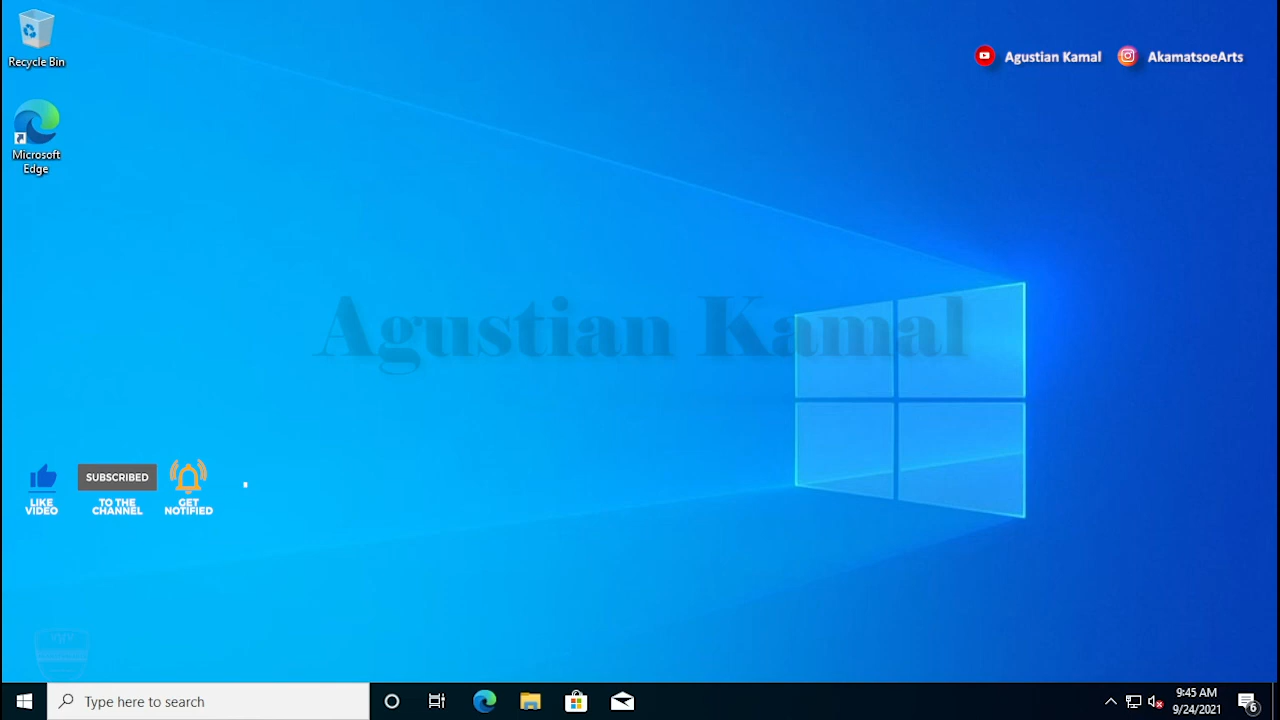 Recycle Bin
Microsoft
Edge
Agustian Kamal
AkamatsoeArts
Agustian Kamal
SUBSCRIBED
LIKE
VIDEO
TO THE
CHANNEL
GET
NOTIFIED
Type here to search
9:45 AM
9/24/2021
6